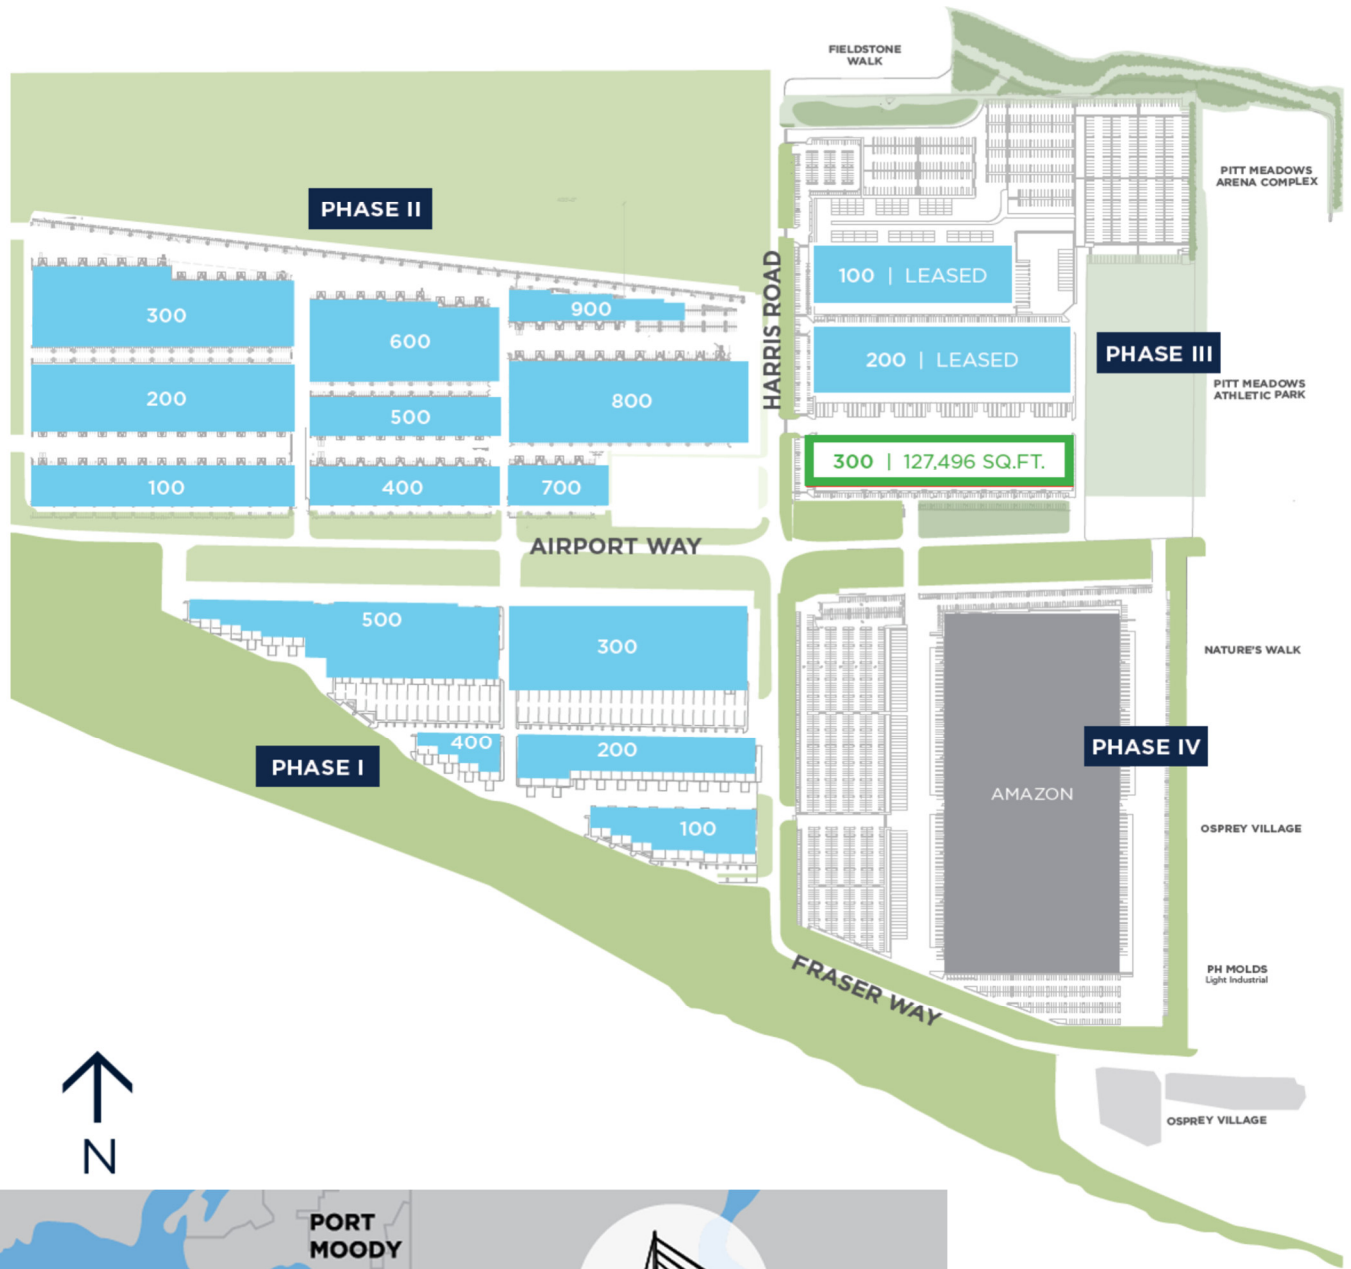 FIELDSTONE
WALK
PITT MEADOWS
ARENA COMPLEX
PHASE II
HARRIS ROAD
100 | LEASED
300
900
600
200 | LEASED
PHASE III
PITT MEADOWS
ATHLETIC PARK
200
500
800
300 | 127,496 SQ.FT.
100
400
700
AIRPORT WAY
500
300
NATURE'S WALK
400
200
PHASE I
PHASE IV
AMAZON
100
OSPREY VILLAGE
FRASER WAY
PH MOLDS
Light Industrial
OSPREY VILLAGE
N
PORT
MOODY